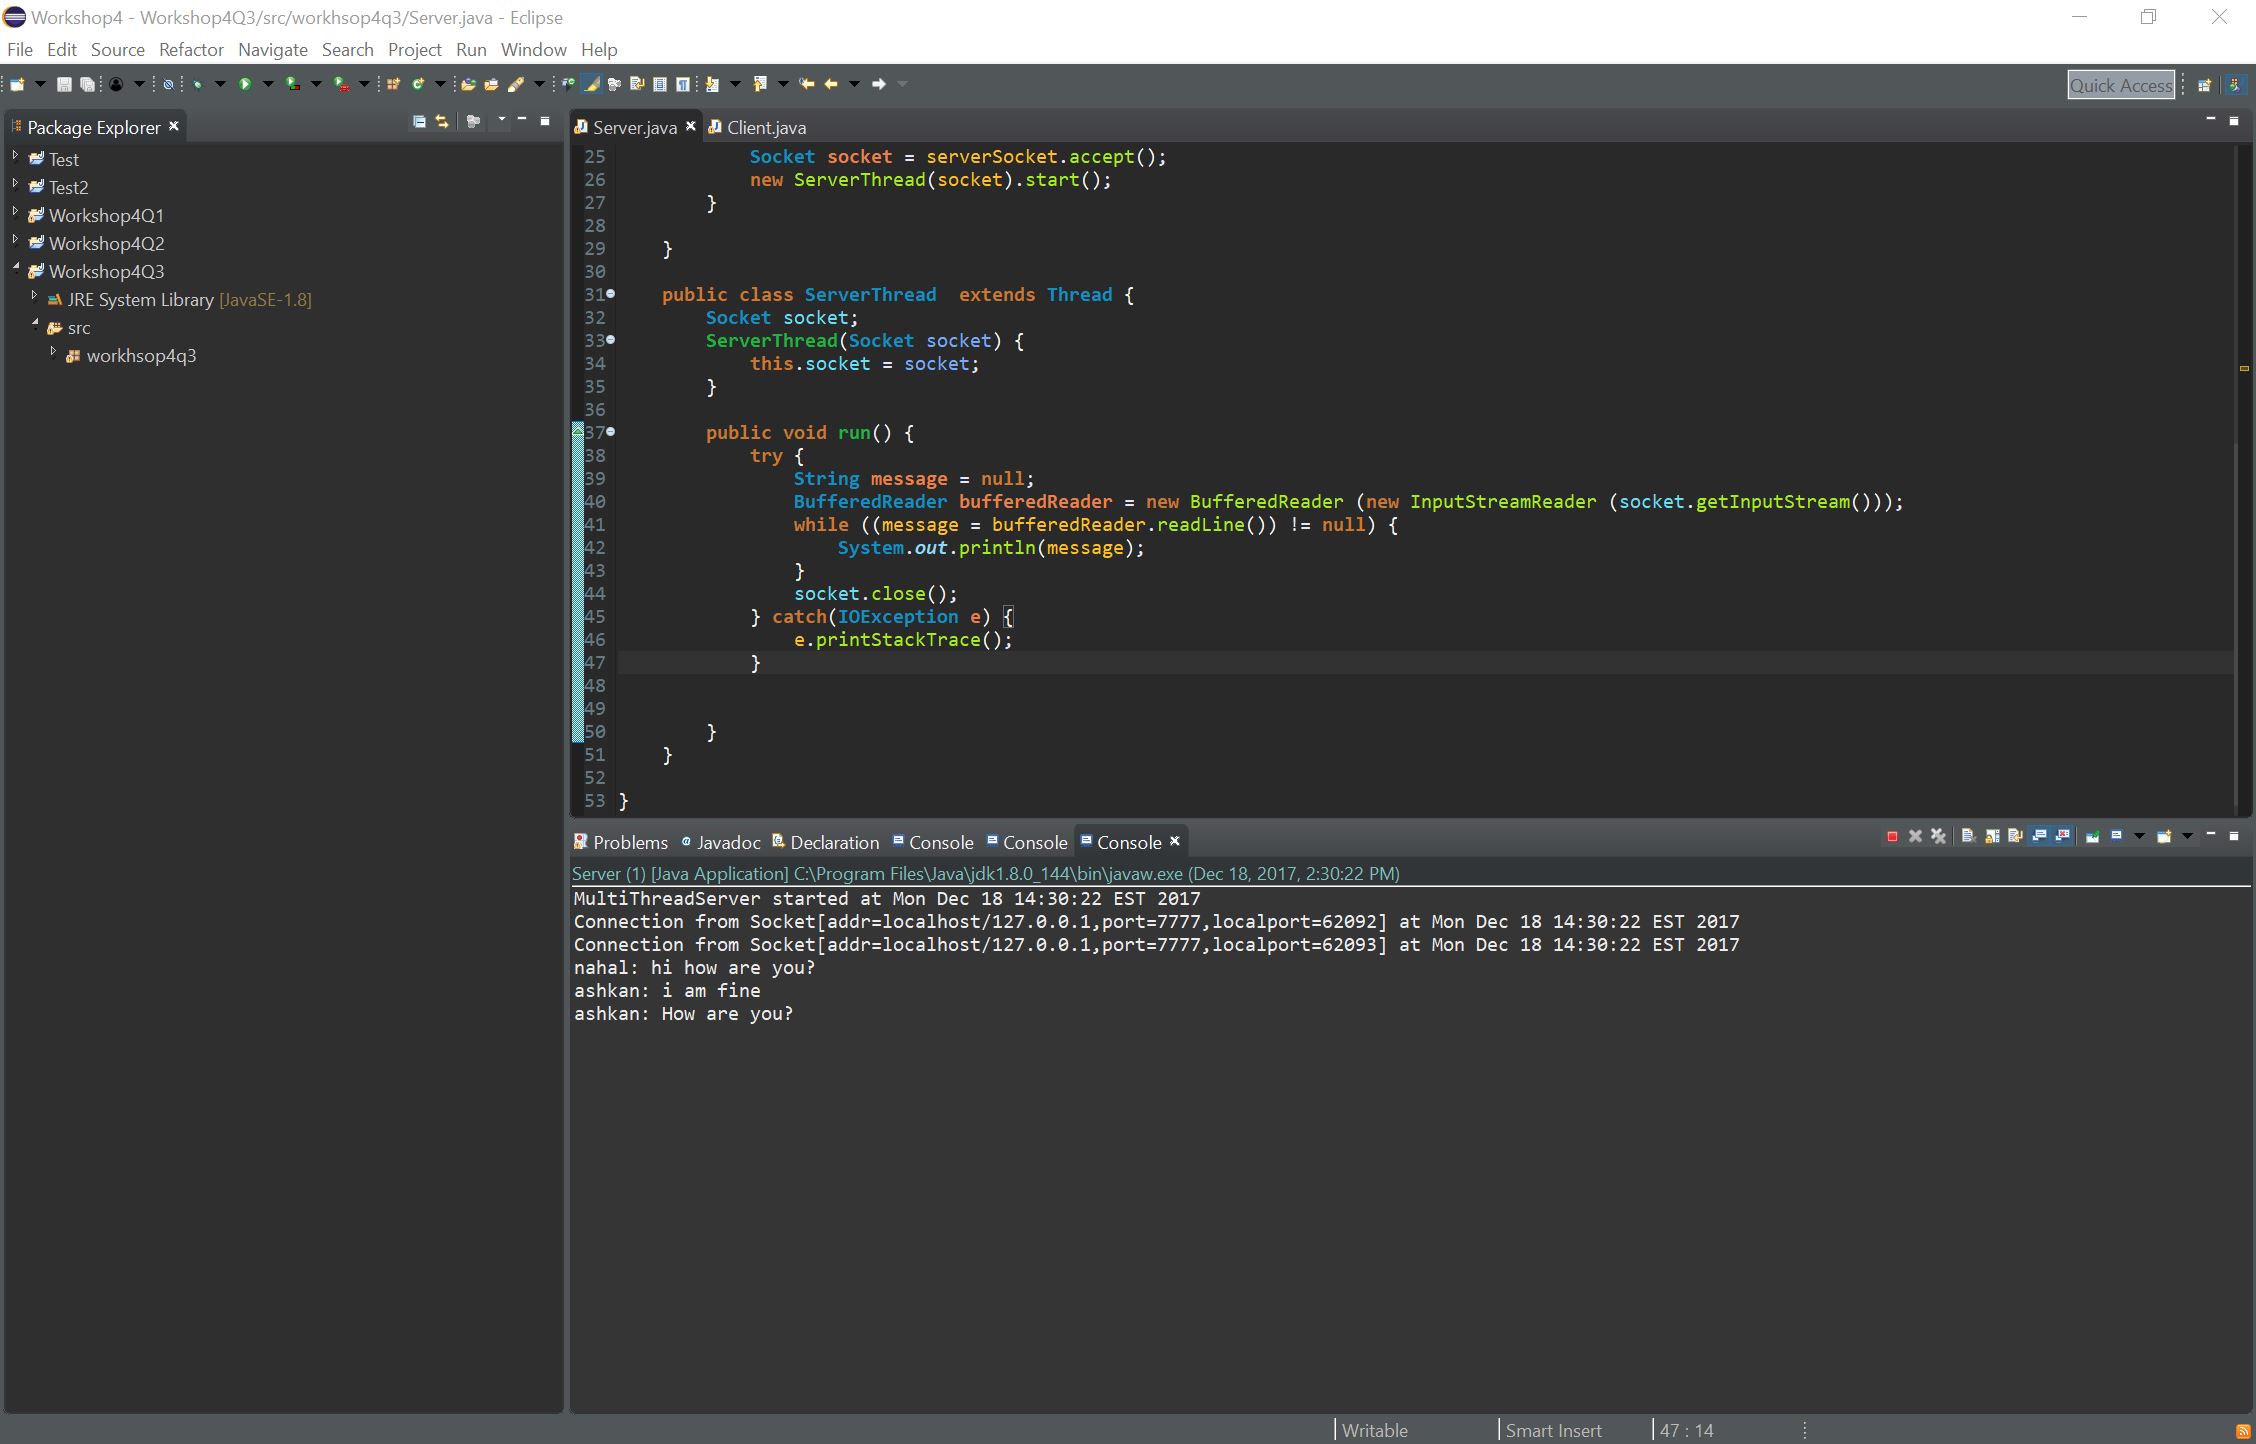 Workshop4 - Workshop4Q3/src/workhsop4q3/Server.java - Eclipse
File Edit Source Refactor Navigate Search Project Run Window Help
Quick Access
Package Explorer
Test
Test2
Workshop4Q1
Workshop4Q2
Workshop4Q3
JRE System Library [JavaSE-1.8]
src
workhsop4q3
Server.java Client.java
25 Socket socket = serverSocket.accept();
26 new ServerThread(socket).start();
27 }
28
29 }
30
31 public class ServerThread  extends Thread {
32 Socket socket;
33 ServerThread(Socket socket) {
34 this.socket = socket;
35 }
36
37 public void run() {
38 try {
39 String message = null;
40 BufferedReader bufferedReader = new BufferedReader (new InputStreamReader (socket.getInputStream()));
41 while ((message = bufferedReader.readLine()) != null) {
42 System.out.println(message);
43 }
44 socket.close();
45 } catch(IOException e) {
46 e.printStackTrace();
47 }
48
49
50 }
51 }
52
53 }
Problems Javadoc Declaration Console Console Console
Server (1) [Java Application] C:\Program Files\Java\jdk1.8.0_144\bin\javaw.exe (Dec 18, 2017, 2:30:22 PM)
MultiThreadServer started at Mon Dec 18 14:30:22 EST 2017
Connection from Socket[addr=localhost/127.0.0.1,port=7777,localport=62092] at Mon Dec 18 14:30:22 EST 2017
Connection from Socket[addr=localhost/127.0.0.1,port=7777,localport=62093] at Mon Dec 18 14:30:22 EST 2017
nahal: hi how are you?
ashkan: i am fine
ashkan: How are you?
Writable Smart Insert 47 : 14